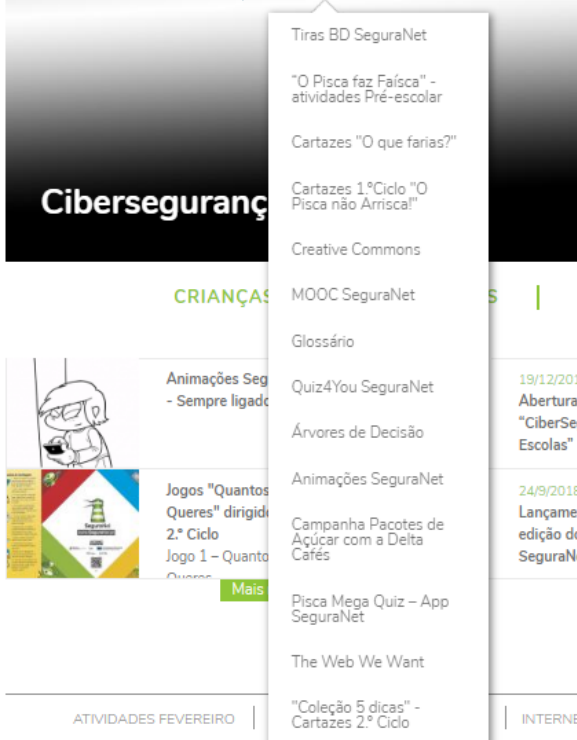 Tiras BD SeguraNet
"O Pisca faz Faísca" -
atividades Pré-escolar
Cartazes "O que farias?"
Cartazes 1.ºCiclo "O
Pisca não Arrisca!"
Creative Commons
MOOC SeguraNet
Glossário
Quiz4You SeguraNet
Árvores de Decisão
Animações SeguraNet
Campanha Pacotes de
Açúcar com a Delta
Cafés
Pisca Mega Quiz – App
SeguraNet
The Web We Want
"Coleção 5 dicas" -
Cartazes 2.º Ciclo
Ciberseguranç
CRIANÇAS
S
Animações Seg
- Sempre ligado
Jogos "Quantos
Queres" dirigid
2.º Ciclo
Jogo 1 – Quanto
Queres
Mais
19/12/201
Abertura
"CiberSe
Escolas"
24/9/2018
Lançame
edição do
SeguraN
ATIVIDADES FEVEREIRO
INTERNE